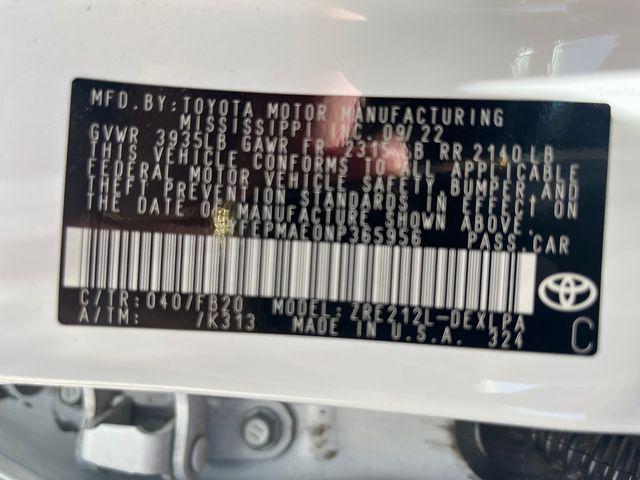 MFD. BY: TOYOTA MOTOR MANUFACTURING
MISSISSIPPI INC. 09/22
GVWR 3935LB GAWR FR RR 2140LB
THIS VEHICLE CONFORMS TO ALL APPLICABLE
FEDERAL MOTOR VEHICLE SAFETY BUMPER, AND
THEFT PREVENTION STANDARDS IN EFFECT ON
THE DATE OF MANUFACTURE SHOWN ABOVE.
PASS. CAR
C/TR: 040/FB20 MODEL: ZRE212L-DEXLPA
A/TM: /K313 MADE IN U.S.A. 324
C